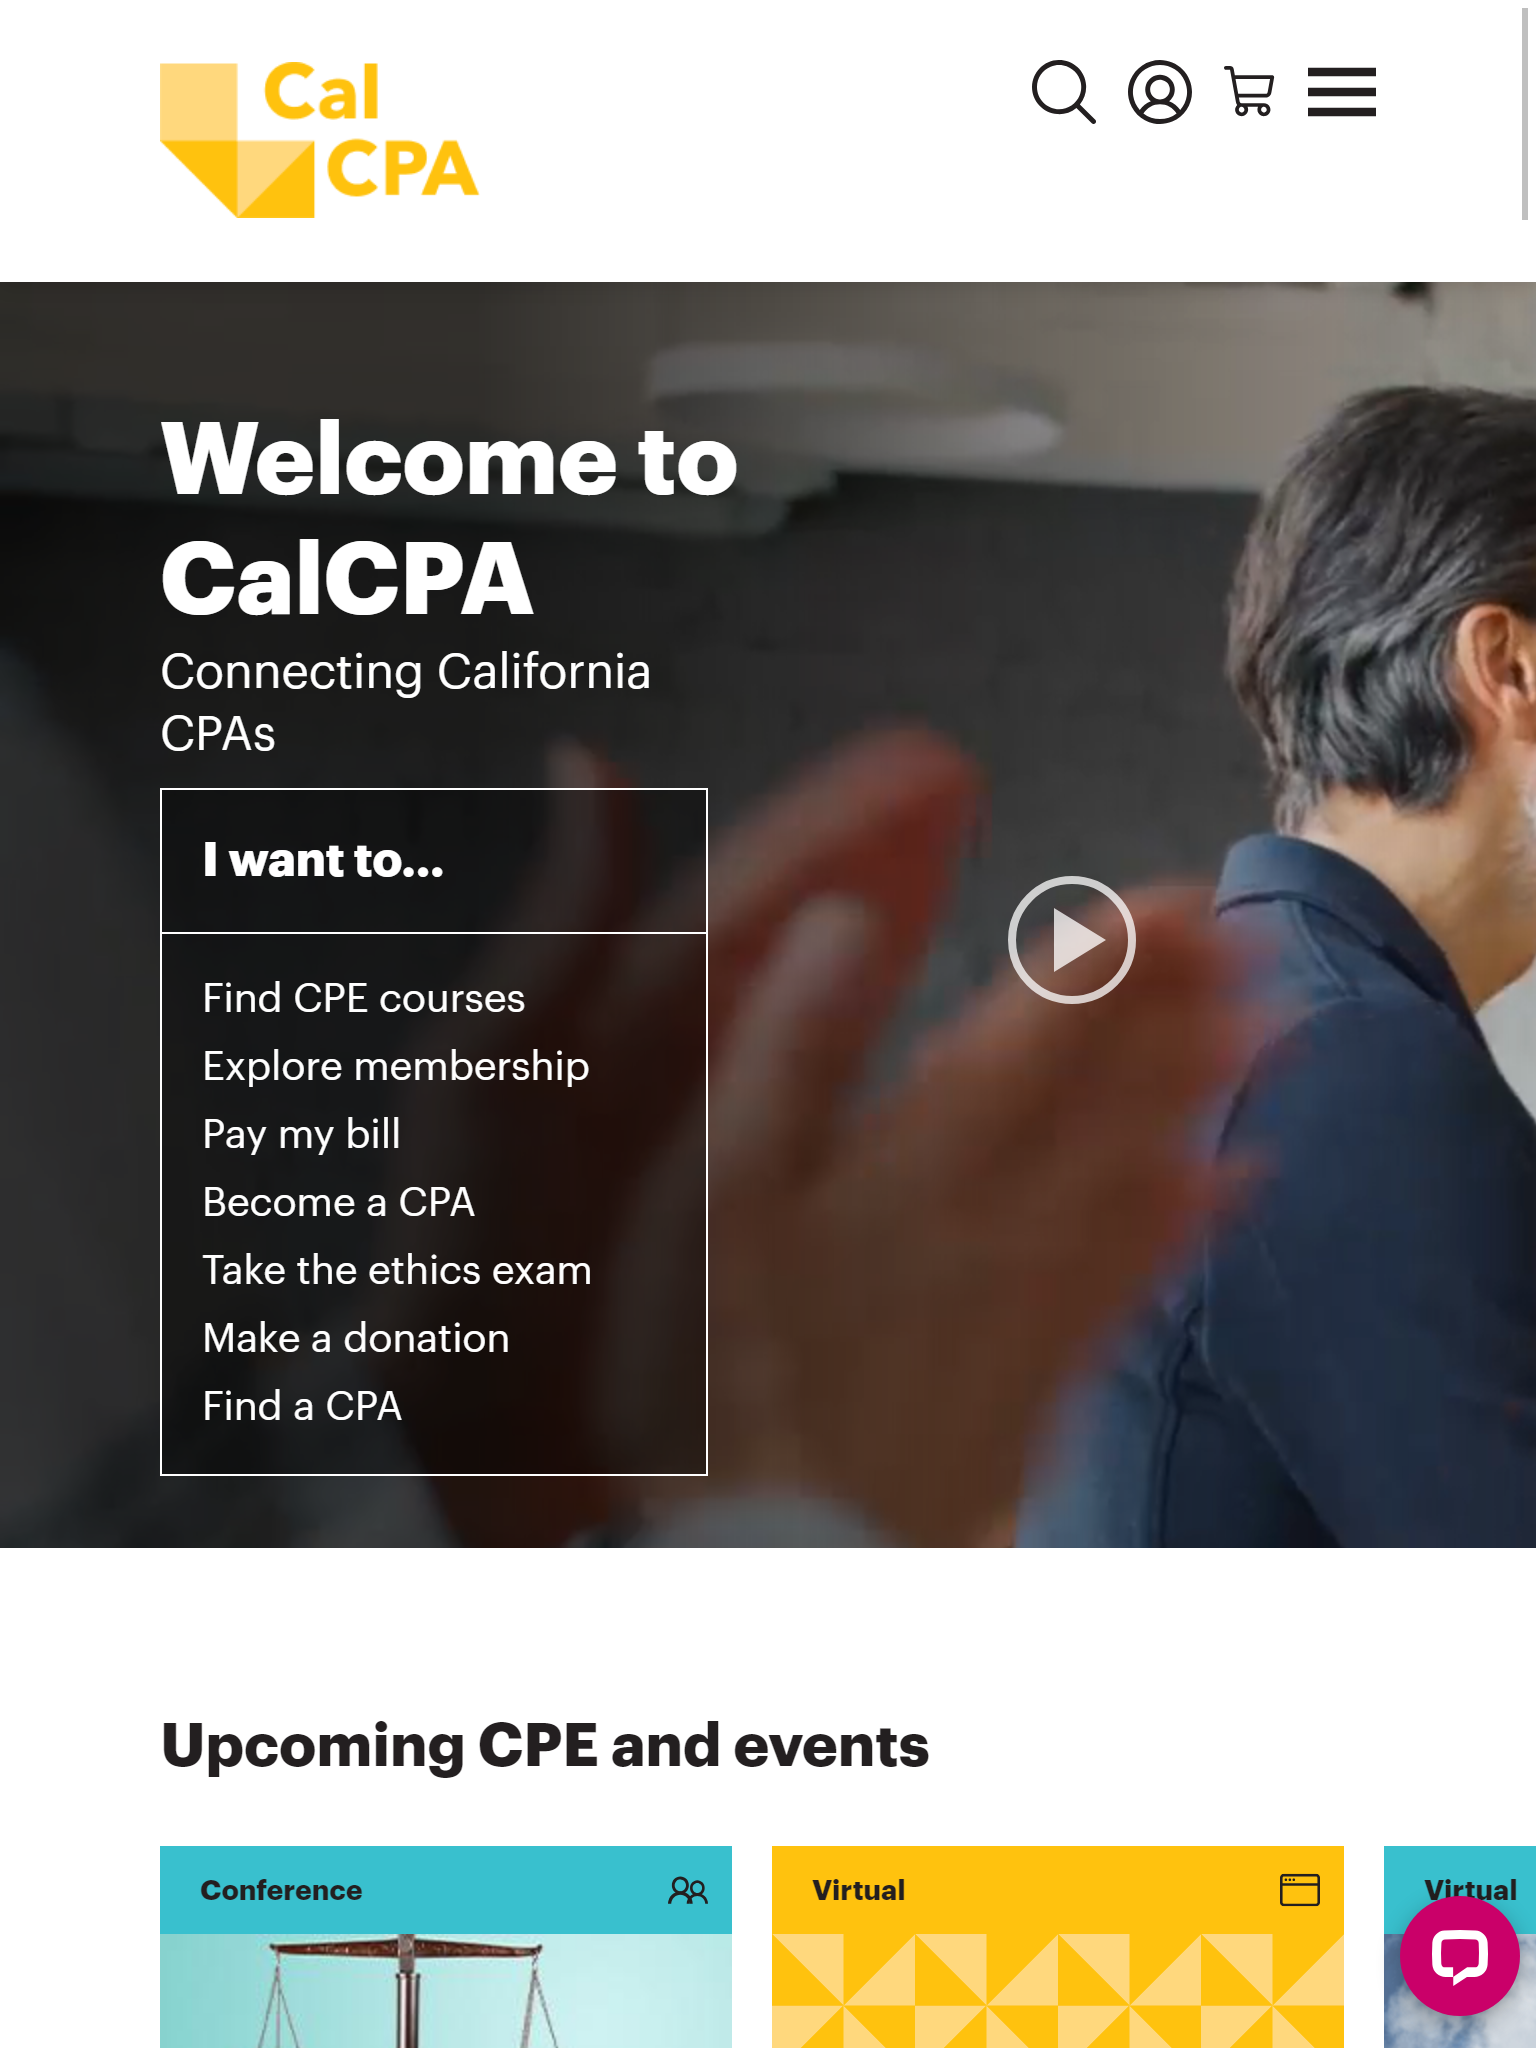 Cal
CPA
Welcome to
CalCPA
Connecting California
CPAs
I want to...
Find CPE courses
Explore membership
Pay my bill
Become a CPA
Take the ethics exam
Make a donation
Find a CPA
Upcoming CPE and events
Conference
Virtual
Virtual